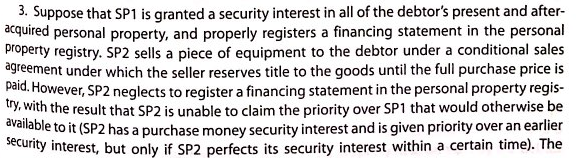 3. Suppose that SP1 is granted a security interest in all of the debtor's present and after-
acquired personal property, and properly registers a financing statement in the personal
property registry. SP2 sells a piece of equipment to the debtor under a conditional sales
agreement under which the seller reserves title to the goods until the full purchase price is
paid. However, SP2 neglects to register a financing statement in the personal property regis-
try, with the result that SP2 is unable to claim the priority over SP1 that would otherwise be
available to it (SP2 has a purchase money security interest and is given priority over an earlier
security interest, but only if SP2 perfects its security interest within a certain time). The